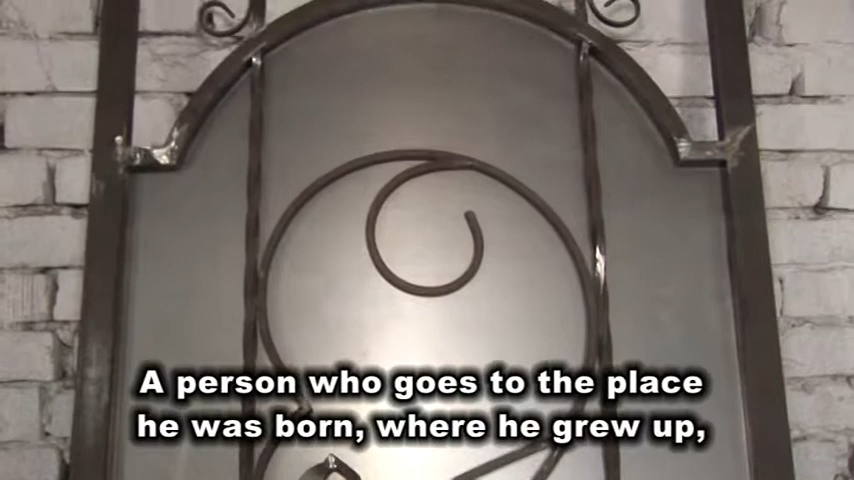 A person who goes to the place
he was born, where he grew up,